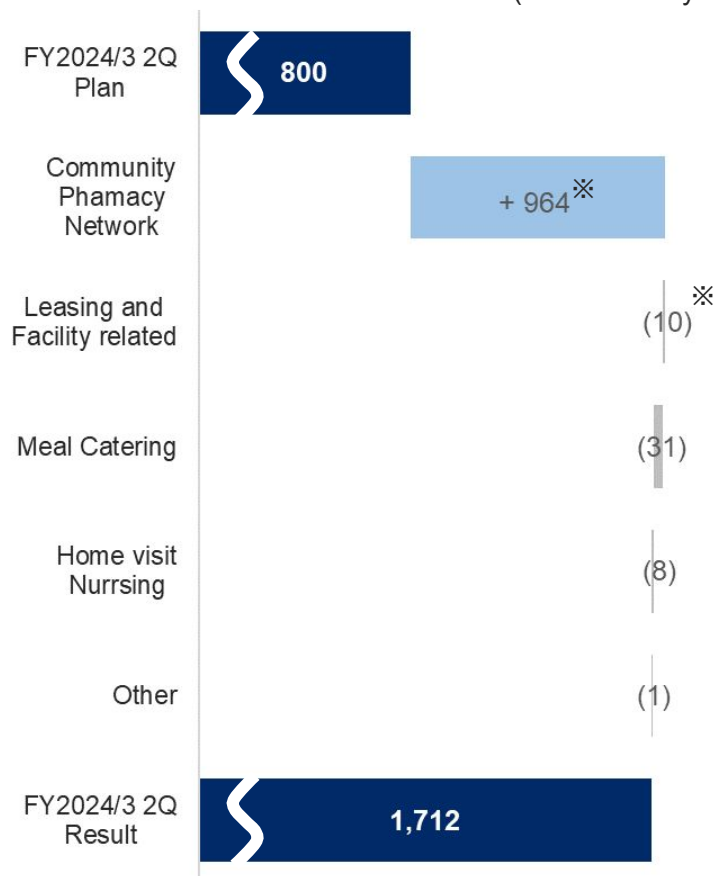 FY2024/3 2Q
Plan
800
Community
Phamacy
Network
+ 964※
Leasing and
Facility related
(10)※
Meal Catering
(31)
Home visit
Nurrsing
(8)
Other
(1)
FY2024/3 2Q
Result
1,712